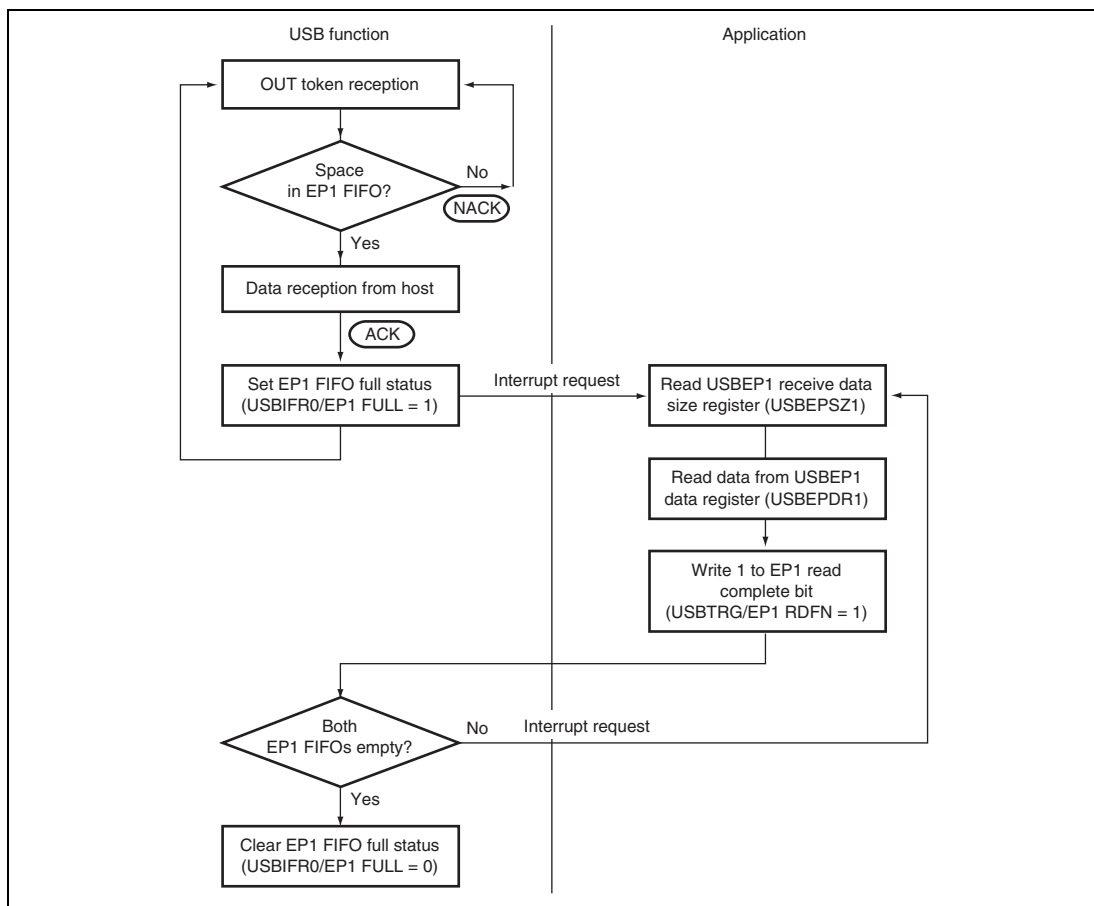 USB function
Application
OUT token reception
Space
in EP1 FIFO?
No
NACK
Yes
Data reception from host
ACK
Set EP1 FIFO full status
(USBIFR0/EP1 FULL = 1)
Interrupt request
Read USBEP1 receive data
size register (USBEPSZ1)
Read data from USBEP1
data register (USBEPDR1)
Write 1 to EP1 read
complete bit
(USBTRG/EP1 RDFN = 1)
Both
EP1 FIFOs empty?
No
Interrupt request
Yes
Clear EP1 FIFO full status
(USBIFR0/EP1 FULL = 0)